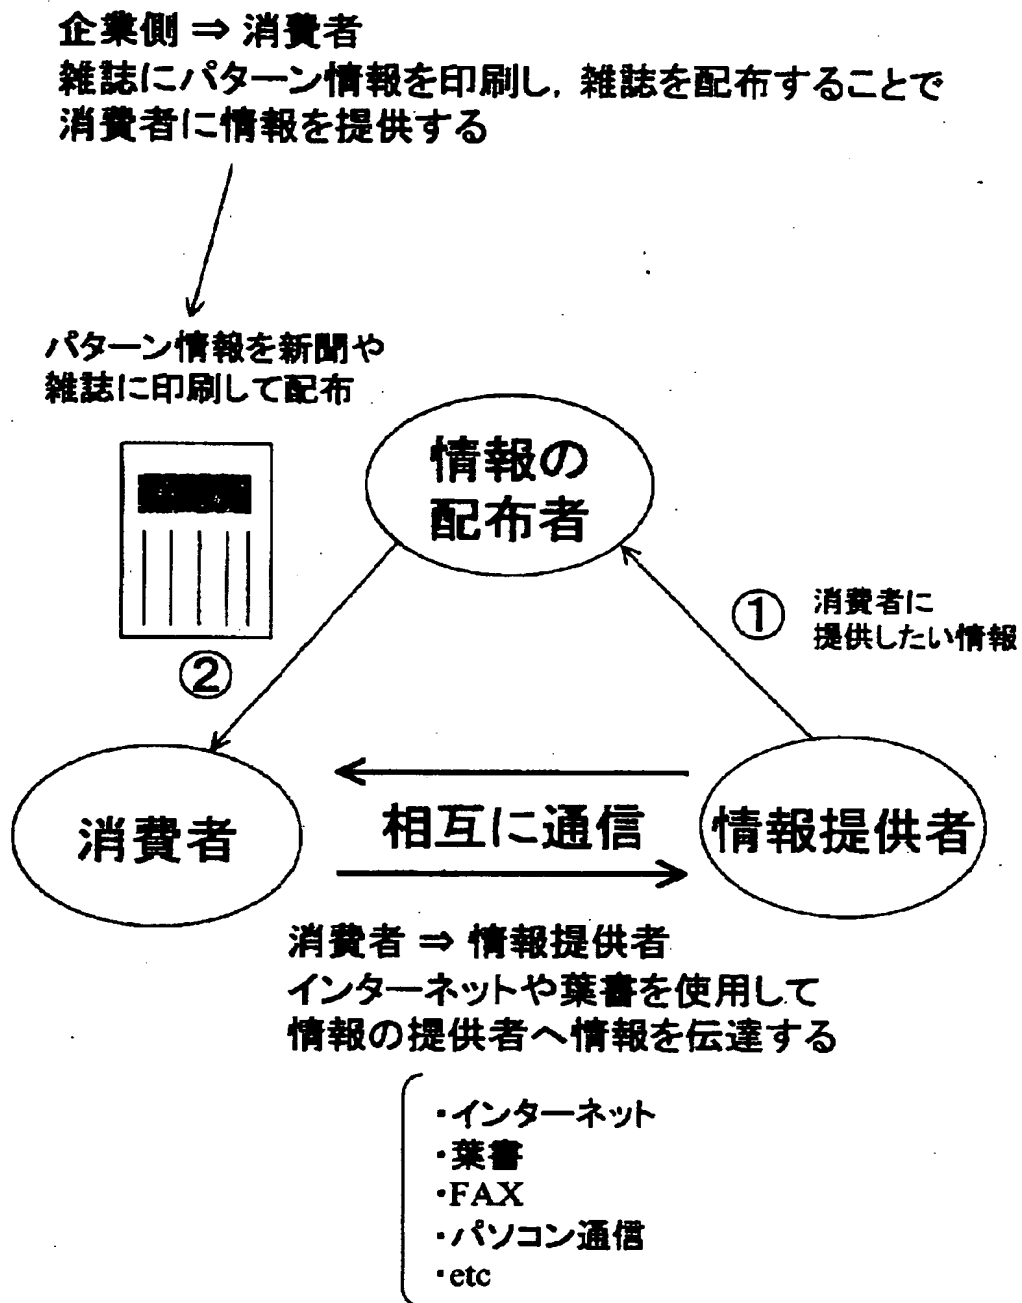 企業側 ⇒ 消費者
雑誌にパターン情報を印刷し, 雑誌を配布することで
消費者に情報を提供する
パターン情報を新聞や
雑誌に印刷して配布
情報の
配布者
①
消費者に
提供したい情報
②
消費者
相互に通信
情報提供者
消費者 ⇒ 情報提供者
インターネットや葉書を使用して
情報の提供者へ情報を伝達する
・インターネット
・葉書
・FAX
・パソコン通信
・etc